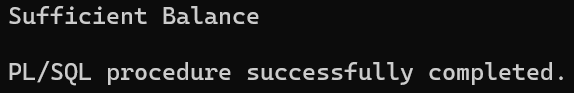 Sufficient Balance
PL/SQL procedure successfully completed.